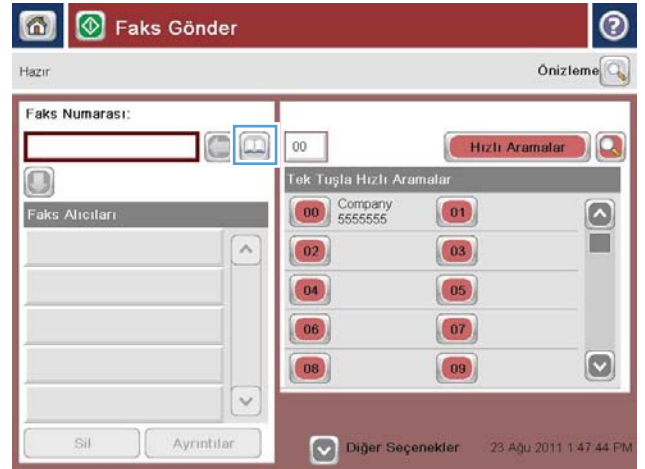 Faks Gönder
Hazır
Önizleme
Faks Numarası:
00
Hızlı Aramalar
Tek Tuşla Hızlı Aramalar
Faks Alıcıları
00 Company 01
5555555
02 03
04 05
06 07
08 09
Sil Ayrıntılar
Diğer Seçenekler 23 Ağu 2011 1:47:44 PM